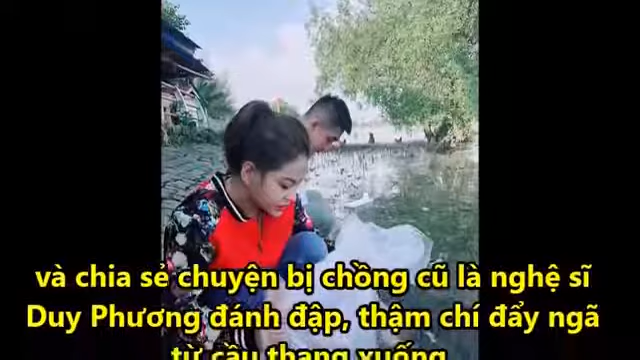 và chia sẻ chuyện bị chồng cũ là nghệ sĩ
Duy Phương đánh đập, thậm chí đẩy ngã
từ cầu thang xuống